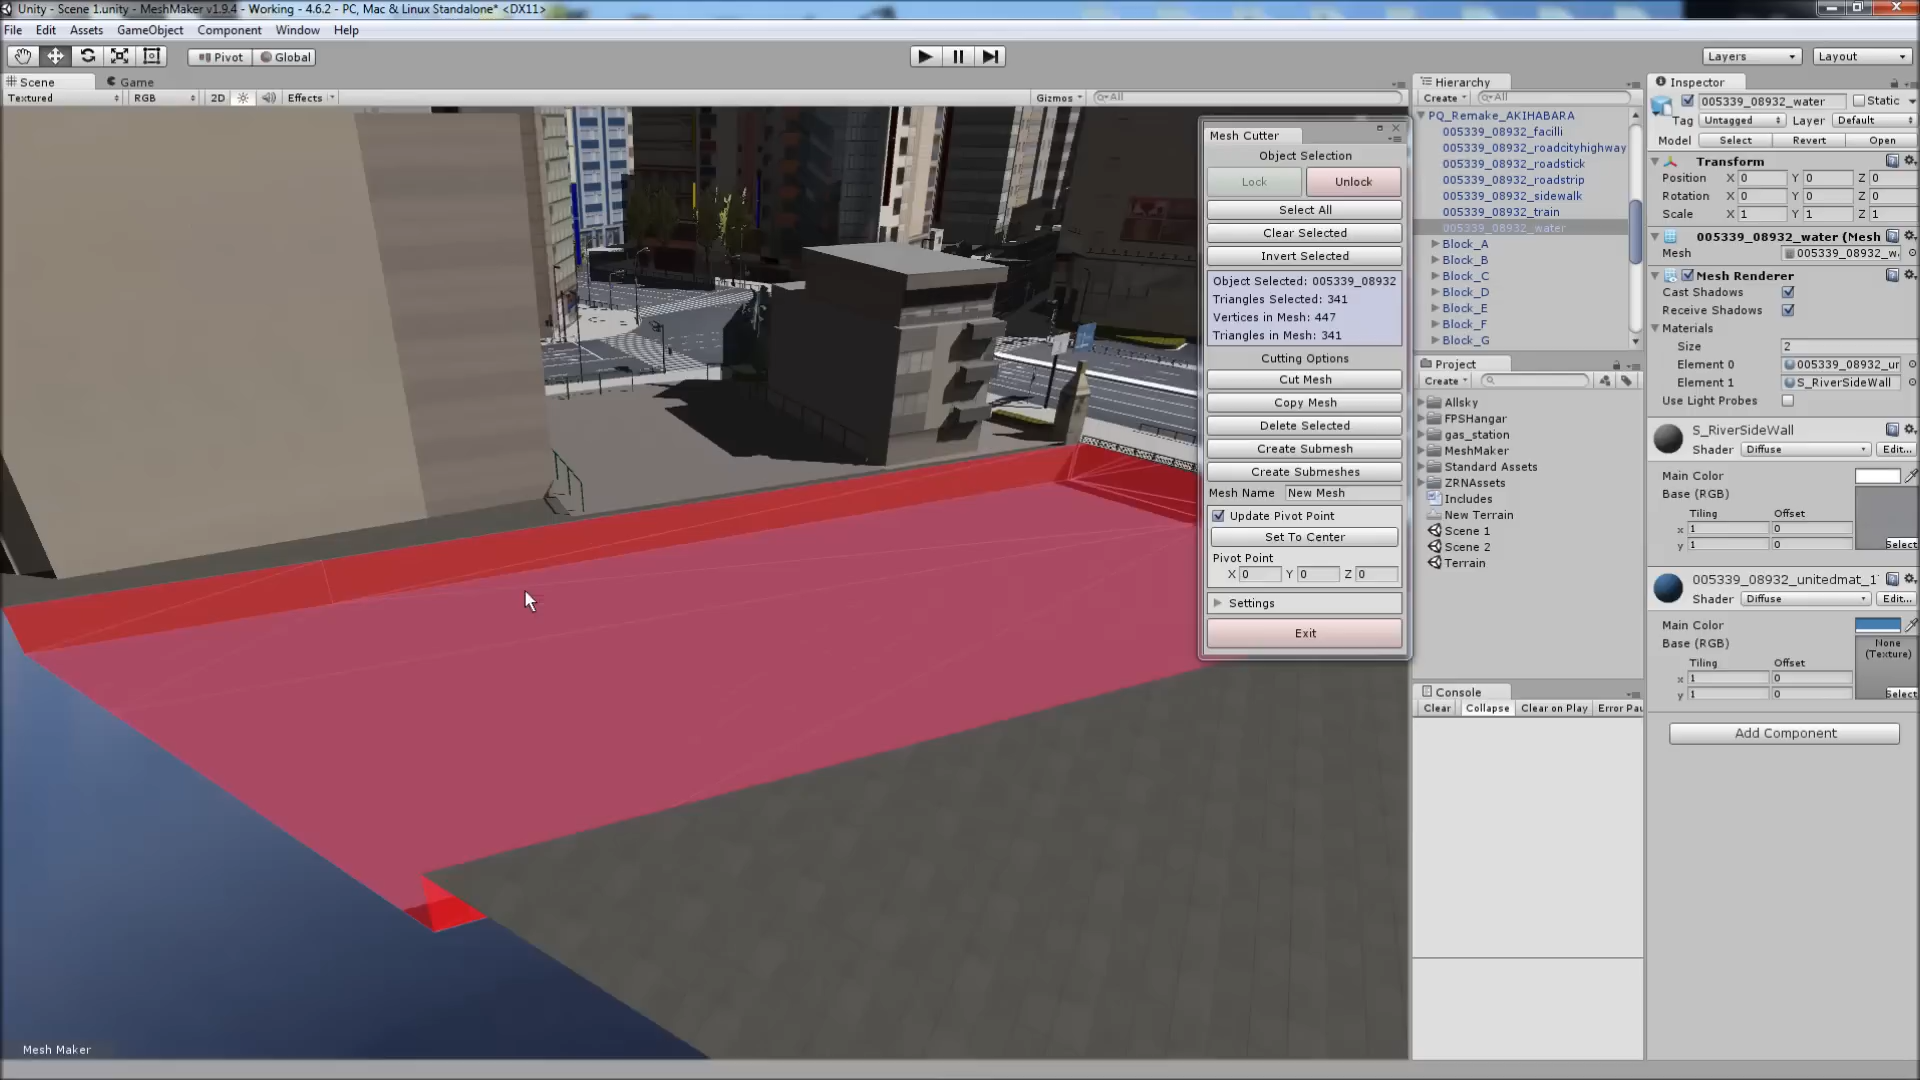 Unity - Scene 1.unity - MeshMaker v1.9.4 - Working - 4.6.2 - PC, Mac & Linux Standalone* <DX11>
File Edit Assets GameObject Component Window Help
Pivot Global Layers Layout
Scene Game
Textured RGB 2D Effects Gizmos All
Mesh Cutter
Object Selection
Lock Unlock
Select All
Clear Selected
Invert Selected
Object Selected: 005339_08932
Triangles Selected: 341
Vertices in Mesh: 447
Triangles in Mesh: 341
Cutting Options
Cut Mesh
Copy Mesh
Delete Selected
Create Submesh
Create Submeshes
Mesh Name New Mesh
Update Pivot Point
Set To Center
Pivot Point
X 0 Y 0 Z 0
Settings
Exit
Mesh Maker
Hierarchy
Create All
PQ_Remake_AKIHABARA
005339_08932_facilli
005339_08932_roadcityhighway
005339_08932_roadstick
005339_08932_roadstrip
005339_08932_sidewalk
005339_08932_train
005339_08932_water
Block_A
Block_B
Block_C
Block_D
Block_E
Block_F
Block_G
Project
Create
Allsky
FPSHangar
gas_station
MeshMaker
Standard Assets
ZRNAssets
Includes
New Terrain
Scene 1
Scene 2
Terrain
Console
Clear Collapse Clear on Play Error Pau
Inspector
005339_08932_water Static
Tag Untagged Layer Default
Model Select Revert Open
Transform
Position X 0 Y 0 Z 0
Rotation X 0 Y 0 Z 0
Scale X 1 Y 1 Z 1
005339_08932_water (Mesh
Mesh 005339_08932_w
Mesh Renderer
Cast Shadows
Receive Shadows
Materials
Size 2
Element 0 005339_08932_ur
Element 1 S_RiverSideWall
Use Light Probes
S_RiverSideWall
Shader Diffuse Edit...
Main Color
Base (RGB)
Tiling Offset
x 1 0
y 1 0 Select
005339_08932_unitedmat_1
Shader Diffuse Edit...
Main Color
Base (RGB) None
(Texture)
Tiling Offset
x 1 0
y 1 0 Select
Add Component